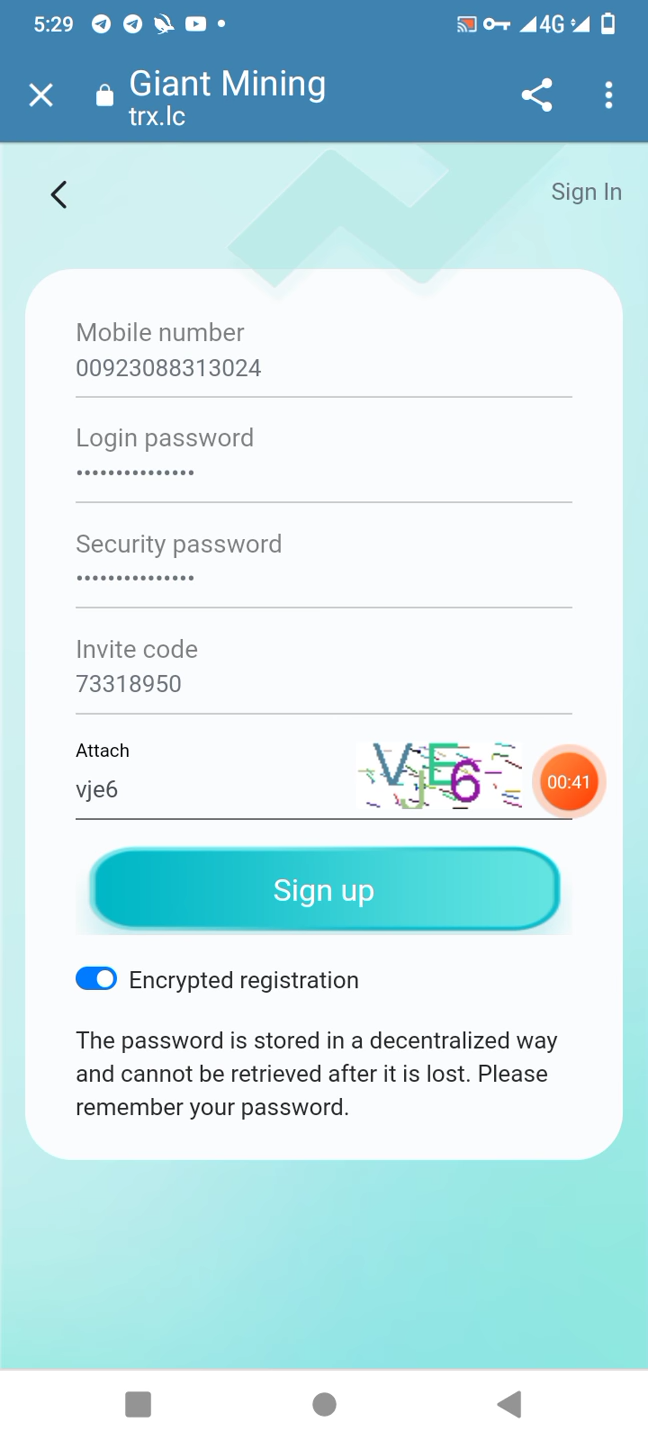 5:29
4G
Giant Mining
trx.lc
Sign In
Mobile number
00923088313024
Login password
•••••••••••••••
Security password
•••••••••••••••
Invite code
73318950
Attach
vje6
VjE6
00:41
Sign up
Encrypted registration
The password is stored in a decentralized way
and cannot be retrieved after it is lost. Please
remember your password.